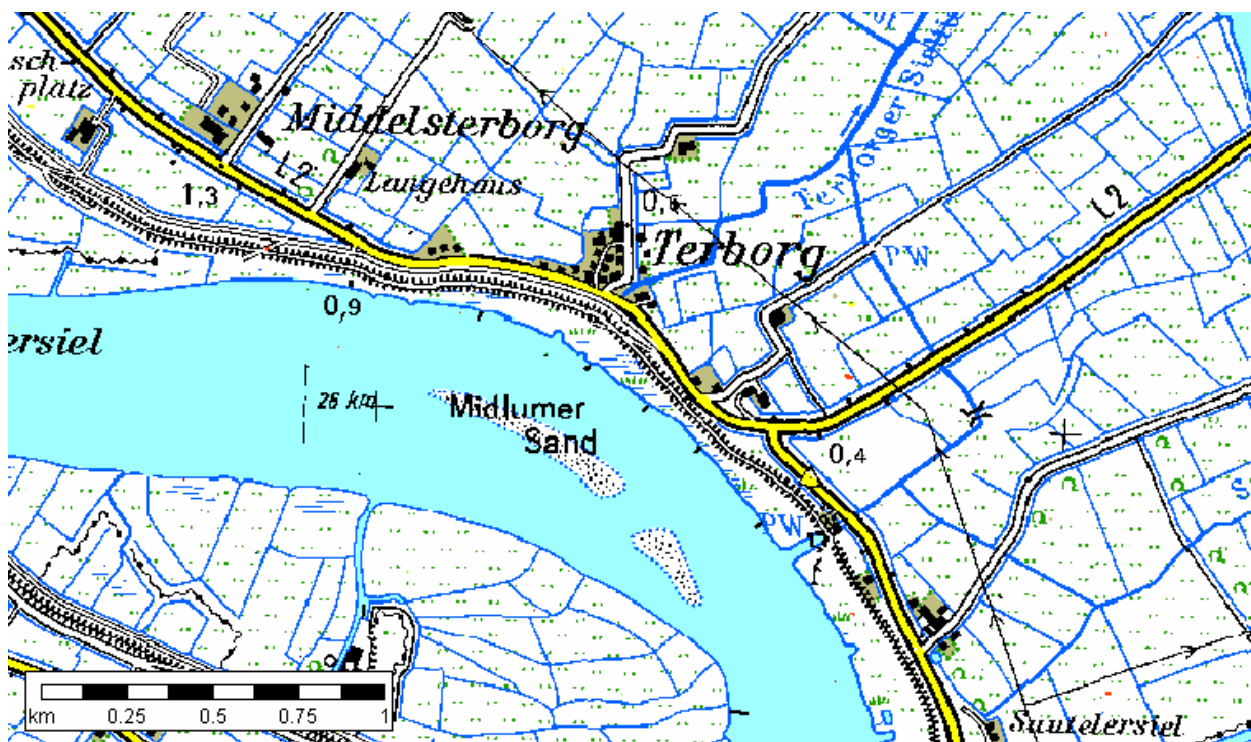 sch-
platz
Middelsterborg
L2
Langehaus
1,3
0,6
Terborg
Terborger
L2
PW
0,9
ersiel
26 km
Midlumer
Sand
0,4
PW
S
Suutelersiel
km 0.25 0.5 0.75 1